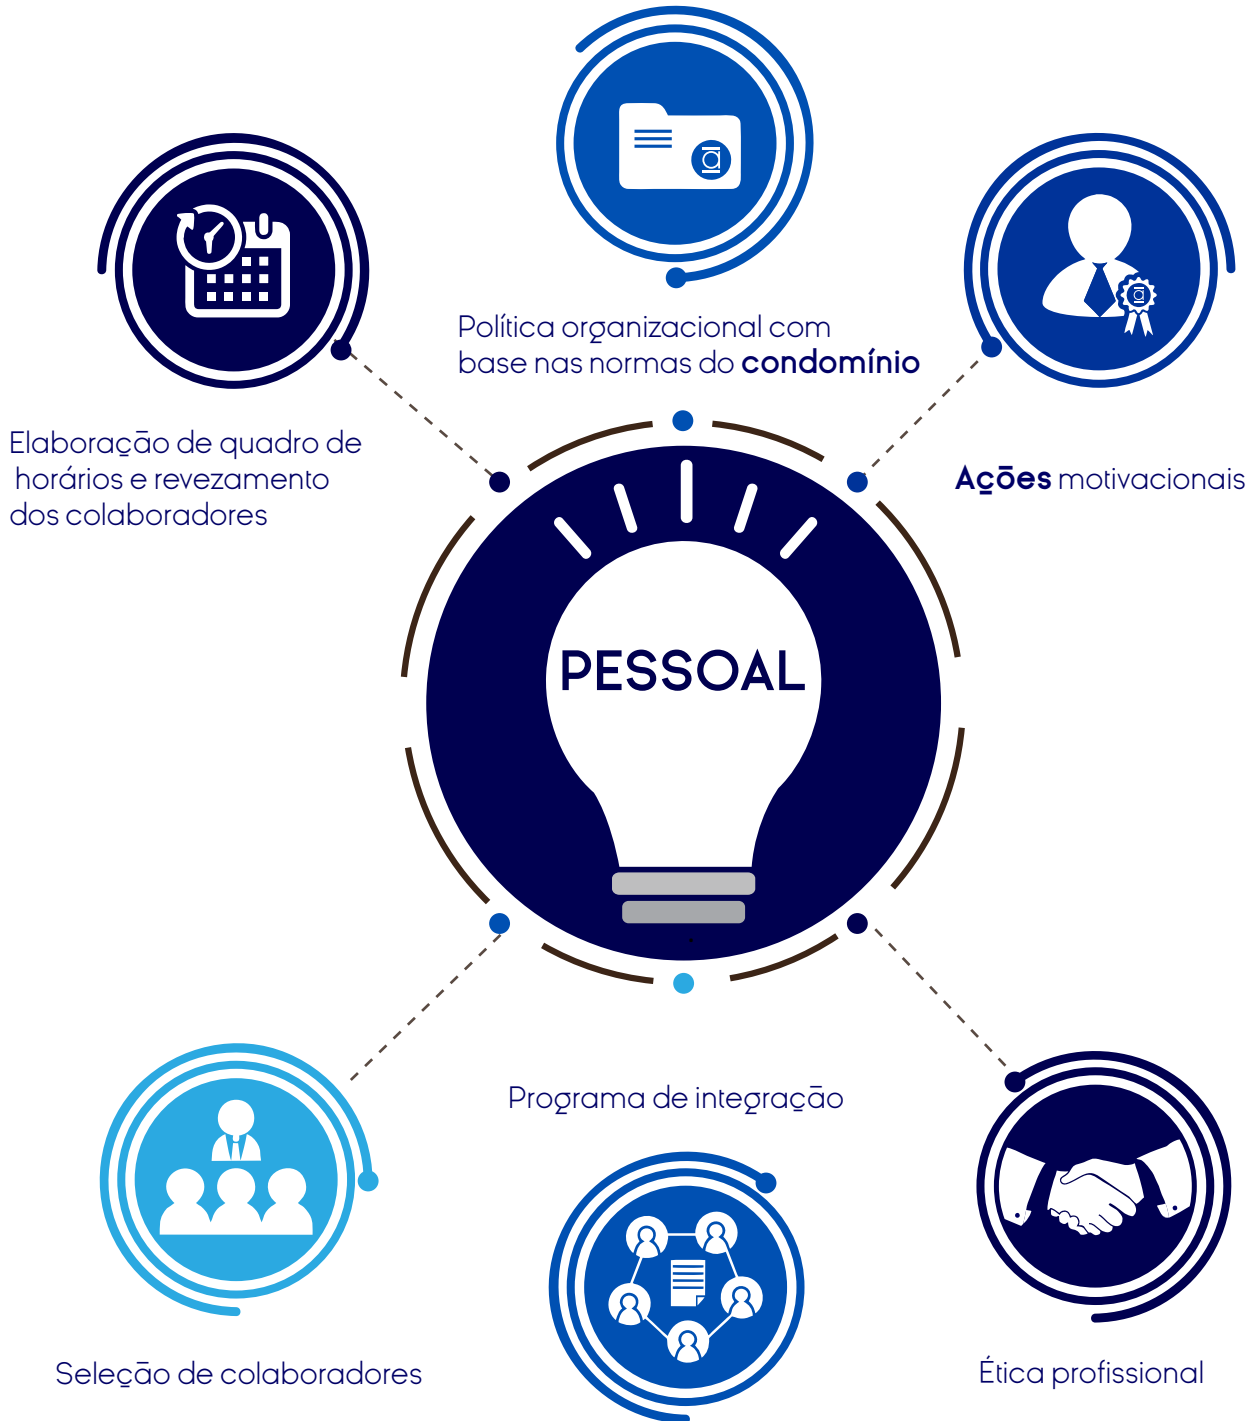 Política organizacional com
base nas normas do condomínio
Elaboração de quadro de
horários e revezamento
dos colaboradores
Ações motivacionais
PESSOAL
Programa de integração
Seleção de colaboradores
Ética profissional